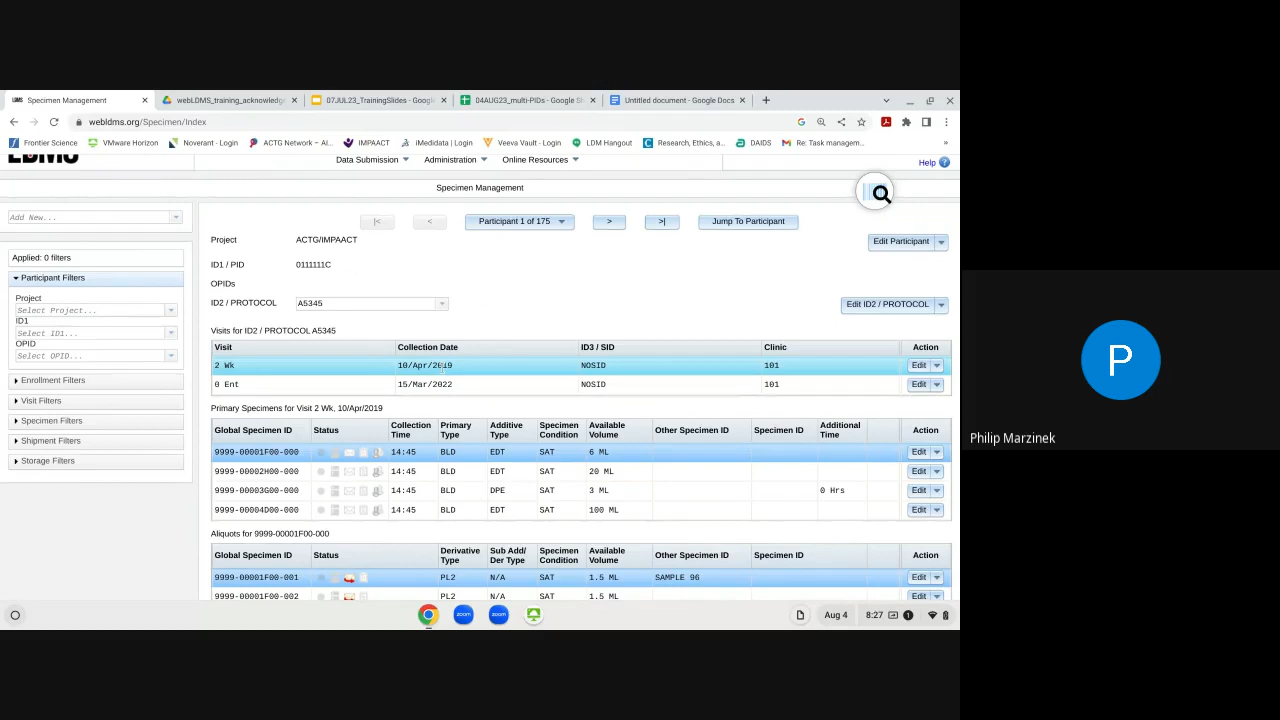 Specimen Management
webLDMS_training_acknowledg
07JUL23_TrainingSlides - Google
04AUG23_multi-PIDs - Google Sh
Untitled document - Google Docs
webldms.org/Specimen/Index
Frontier Science
VMware Horizon
Noverant · Login
ACTG Network – Al...
IMPAACT
iMedidata | Login
Veeva Vault · Login
LDM Hangout
Research, Ethics, a...
DAIDS
Re: Task managem...
»
LDMS
Data Submission
Administration
Online Resources
Help
Specimen Management
Add New...
Applied: 0 filters
Participant Filters
Project
Select Project...
ID1
Select ID1...
OPID
Select OPID...
Enrollment Filters
Visit Filters
Specimen Filters
Shipment Filters
Storage Filters
|< < Participant 1 of 175 > >| Jump To Participant
Project ACTG/IMPAACT Edit Participant
ID1 / PID 0111111C
OPIDs
ID2 / PROTOCOL A5345 Edit ID2 / PROTOCOL
Visits for ID2 / PROTOCOL A5345
Visit Collection Date ID3 / SID Clinic Action
2 Wk 10/Apr/2019 NOSID 101 Edit
0 Ent 15/Mar/2022 NOSID 101 Edit
Primary Specimens for Visit 2 Wk, 10/Apr/2019
Global Specimen ID Status Collection Time Primary Type Additive Type Specimen Condition Available Volume Other Specimen ID Specimen ID Additional Time Action
9999-00001F00-000 14:45 BLD EDT SAT 6 ML Edit
9999-00002H00-000 14:45 BLD EDT SAT 20 ML Edit
9999-00003G00-000 14:45 BLD DPE SAT 3 ML 0 Hrs Edit
9999-00004D00-000 14:45 BLD EDT SAT 100 ML Edit
Aliquots for 9999-00001F00-000
Global Specimen ID Status Derivative Type Sub Add/ Der Type Specimen Condition Available Volume Other Specimen ID Specimen ID Action
9999-00001F00-001 PL2 N/A SAT 1.5 ML SAMPLE 96 Edit
9999-00001F00-002 PL2 N/A SAT 1.5 ML Edit
zoom
zoom
Aug 4
8:27
1
P
Philip Marzinek